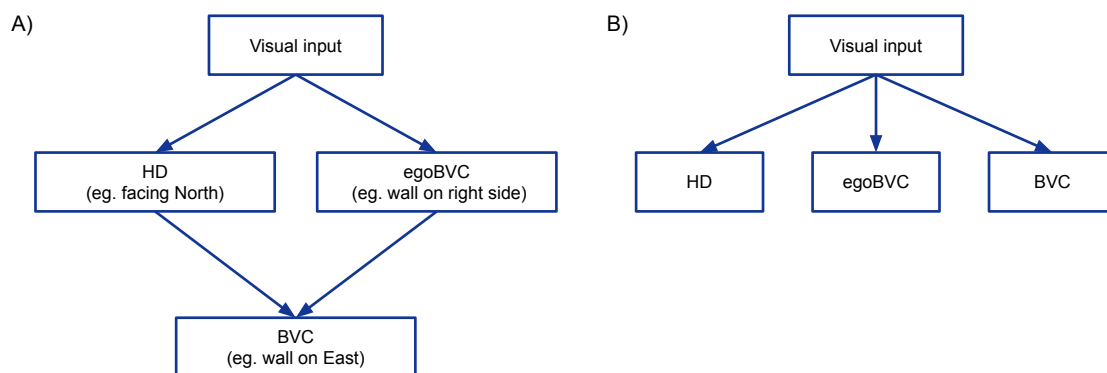 A)
Visual input
HD
(eg. facing North)
egoBVC
(eg. wall on right side)
BVC
(eg. wall on East)
B)
Visual input
HD
egoBVC
BVC